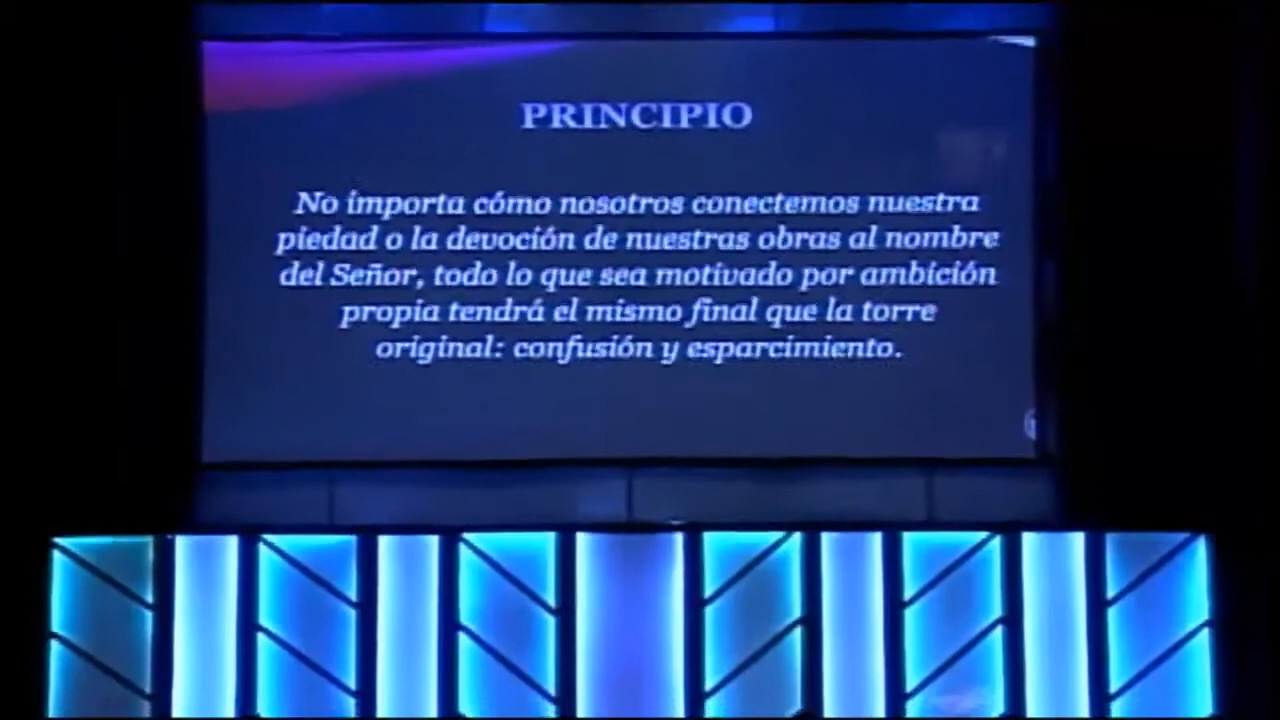 PRINCIPIO
No importa cómo nosotros conectemos nuestra
piedad o la devoción de nuestras obras al nombre
del Señor, todo lo que sea motivado por ambición
propia tendrá el mismo final que la torre
original: confusión y esparcimiento.